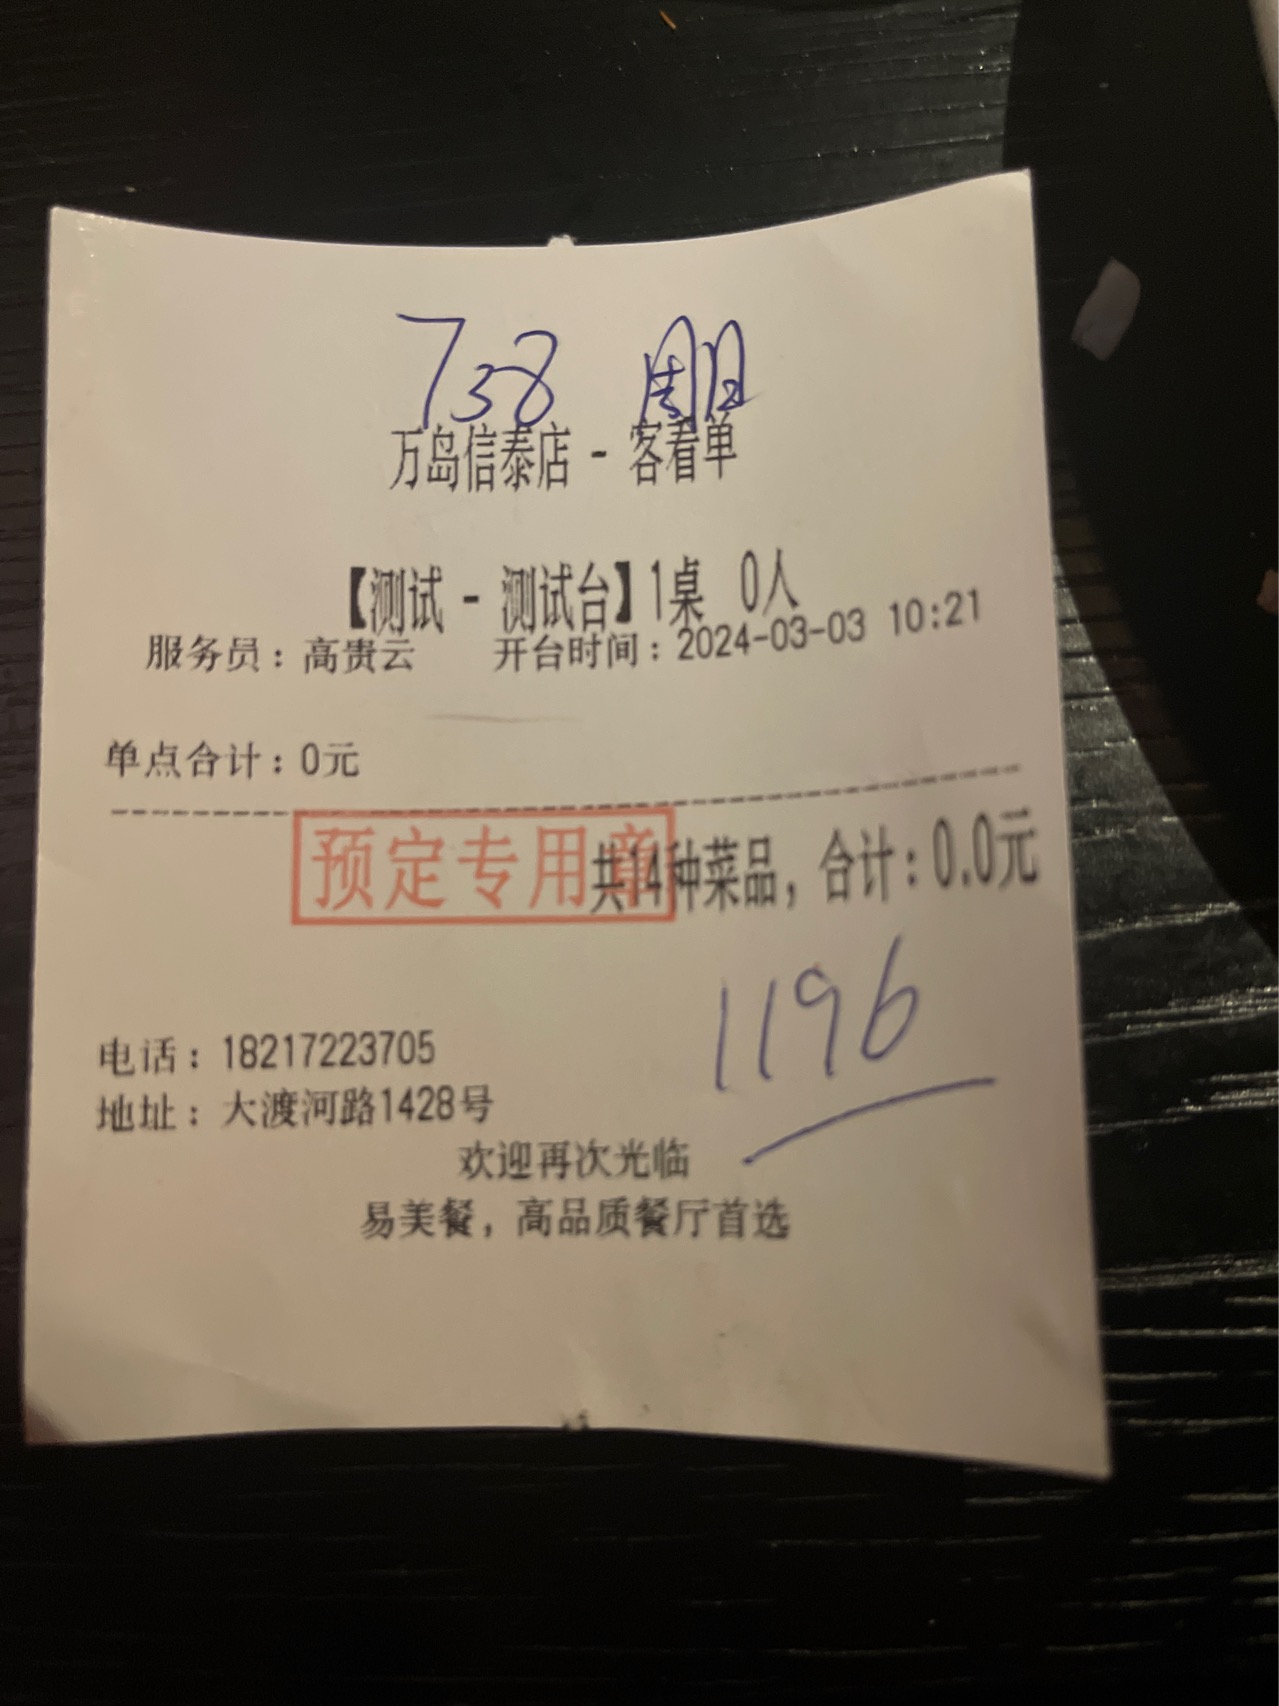 738 周日
万岛信泰店 - 客看单
【测试 - 测试台】1桌 0人
服务员：高贵云 开台时间：2024-03-03 10:21
单点合计：0元
预定专用章
共14种菜品，合计：0.0元
1196
电话：18217223705
地址：大渡河路1428号
欢迎再次光临
易美餐，高品质餐厅首选